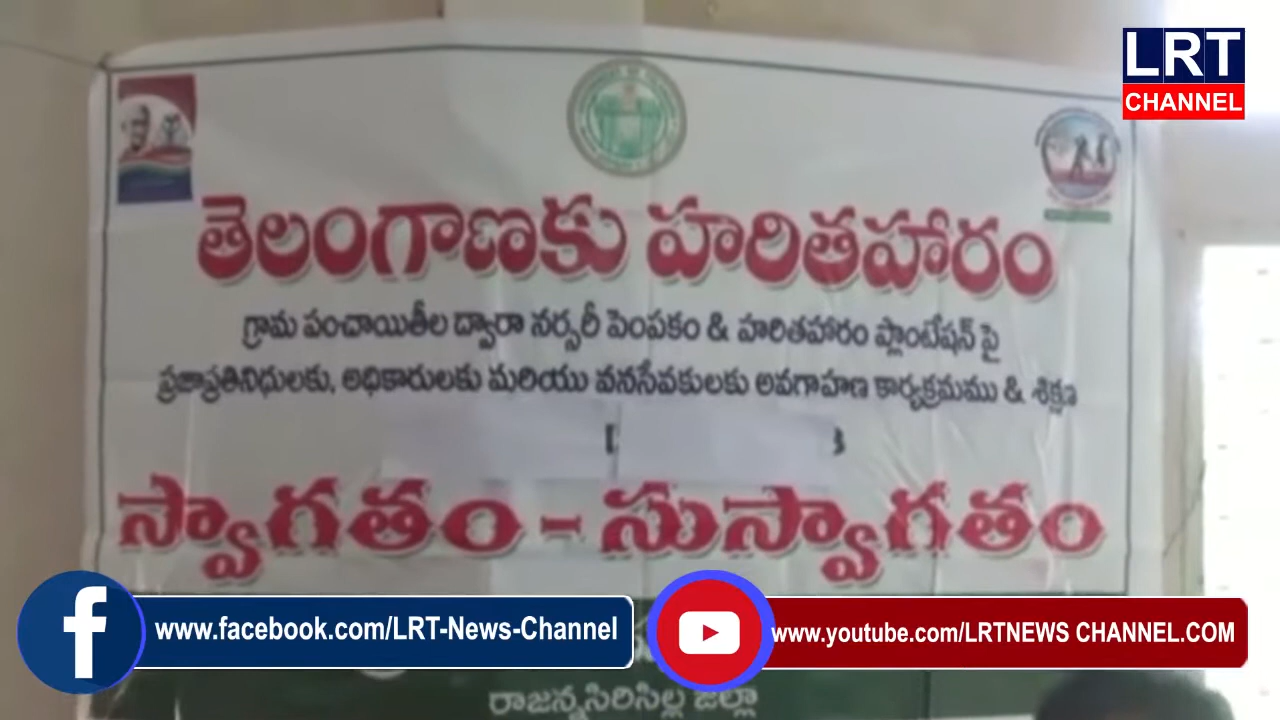 LRT
CHANNEL
తెలంగాణకు హరితహారం
గ్రామ పంచాయితీల ద్వారా నర్సరీ పెంపకం & హరితహారం ప్లాంటేషన్ పై
ప్రజాప్రతినిధులకు, అధికారులకు మరియు వనసేవకులకు అవగాహణ కార్యక్రమము & శిక్షణ
స్వాగతం - సుస్వాగతం
www.facebook.com/LRT-News-Channel
www.youtube.com/LRTNEWS CHANNEL.COM
రాజన్నసిరిసిల్ల జిల్లా